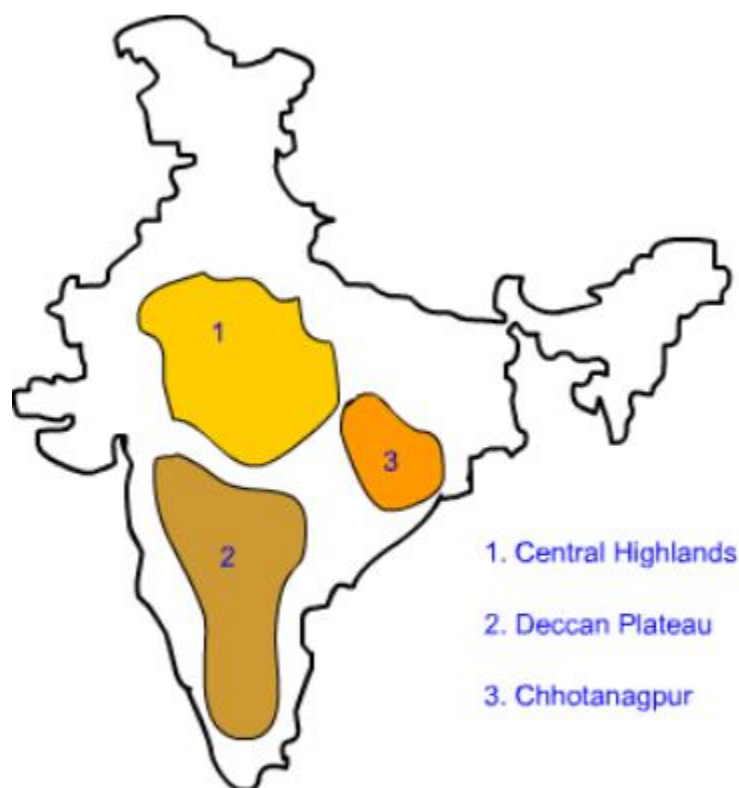 1
3
2
1. Central Highlands
2. Deccan Plateau
3. Chhotanagpur